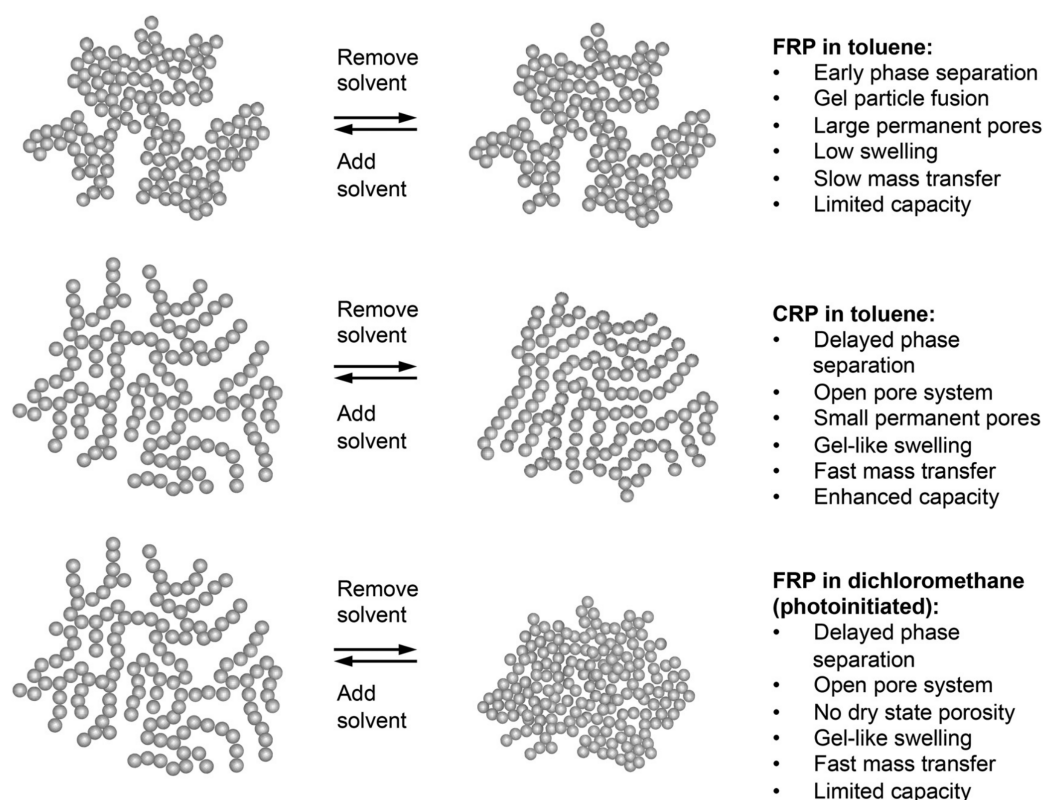 Remove
solvent
Add
solvent
FRP in toluene:
• Early phase separation
• Gel particle fusion
• Large permanent pores
• Low swelling
• Slow mass transfer
• Limited capacity
Remove
solvent
Add
solvent
CRP in toluene:
• Delayed phase
separation
• Open pore system
• Small permanent pores
• Gel-like swelling
• Fast mass transfer
• Enhanced capacity
Remove
solvent
Add
solvent
FRP in dichloromethane
(photoinitiated):
• Delayed phase
separation
• Open pore system
• No dry state porosity
• Gel-like swelling
• Fast mass transfer
• Limited capacity